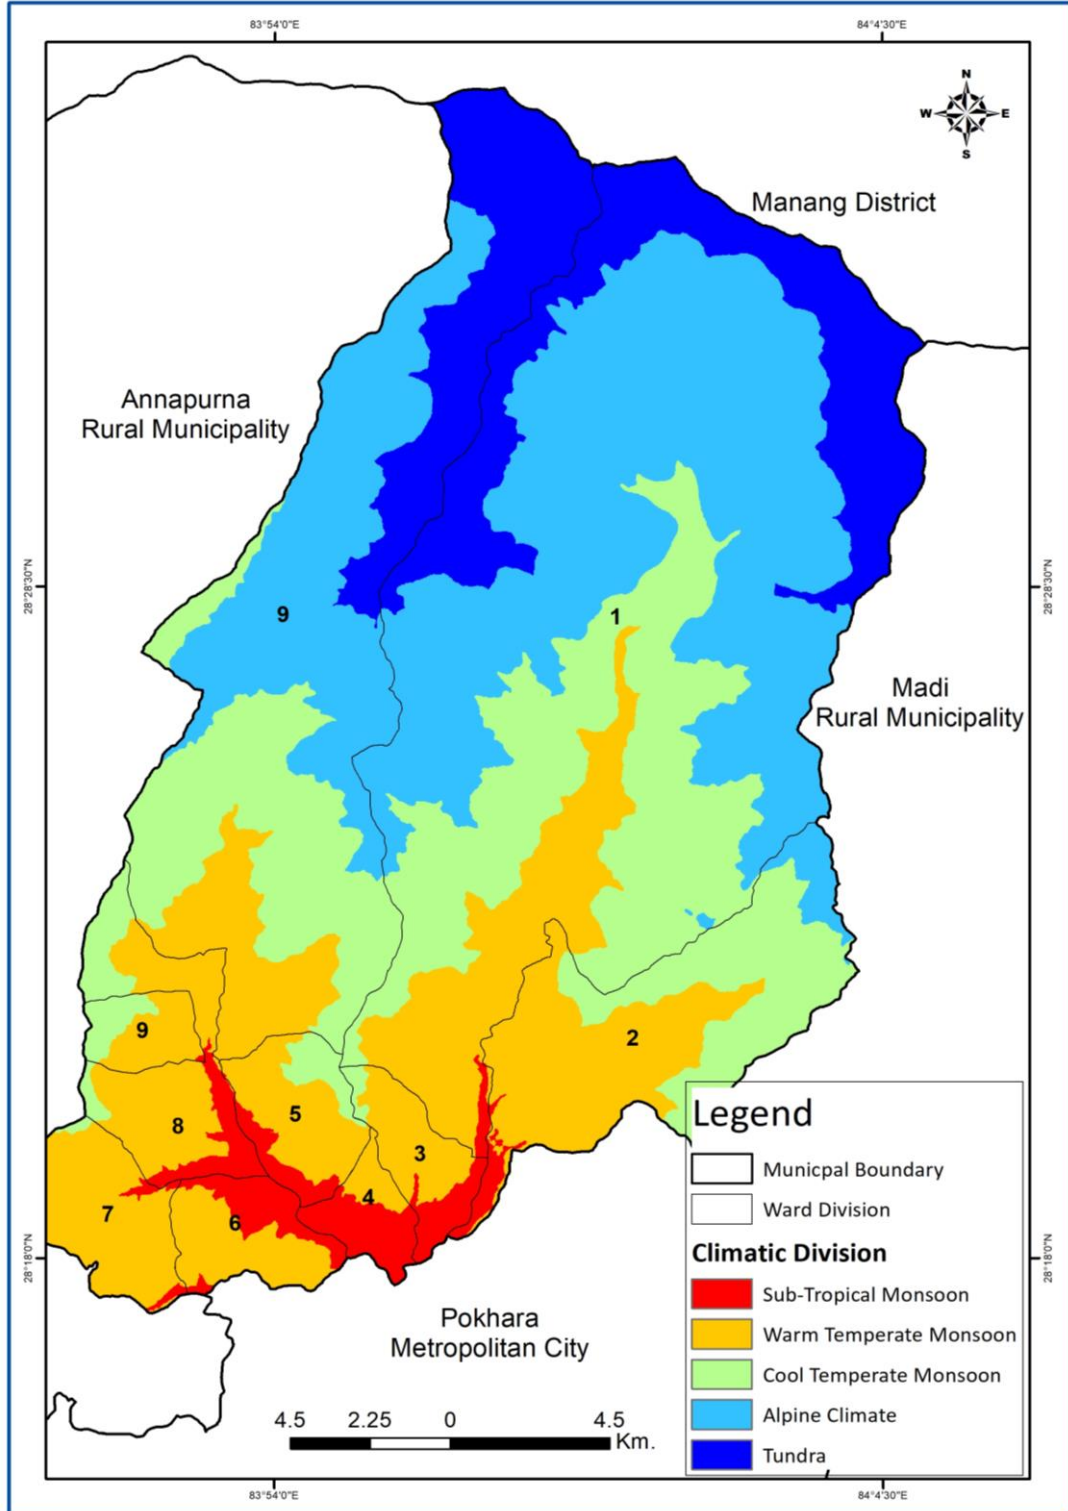 83°54'0"E
84°4'30"E
N
W
E
S
Manang District
Annapurna
Rural Municipality
28°28'30"N
28°28'30"N
9
1
Madi
Rural Municipality
9
2
8
5
3
7
6
4
28°18'0"N
28°18'0"N
Pokhara
Metropolitan City
4.5 2.25 0 4.5
Km.
Legend
Municpal Boundary
Ward Division
Climatic Division
Sub-Tropical Monsoon
Warm Temperate Monsoon
Cool Temperate Monsoon
Alpine Climate
Tundra
83°54'0"E
84°4'30"E